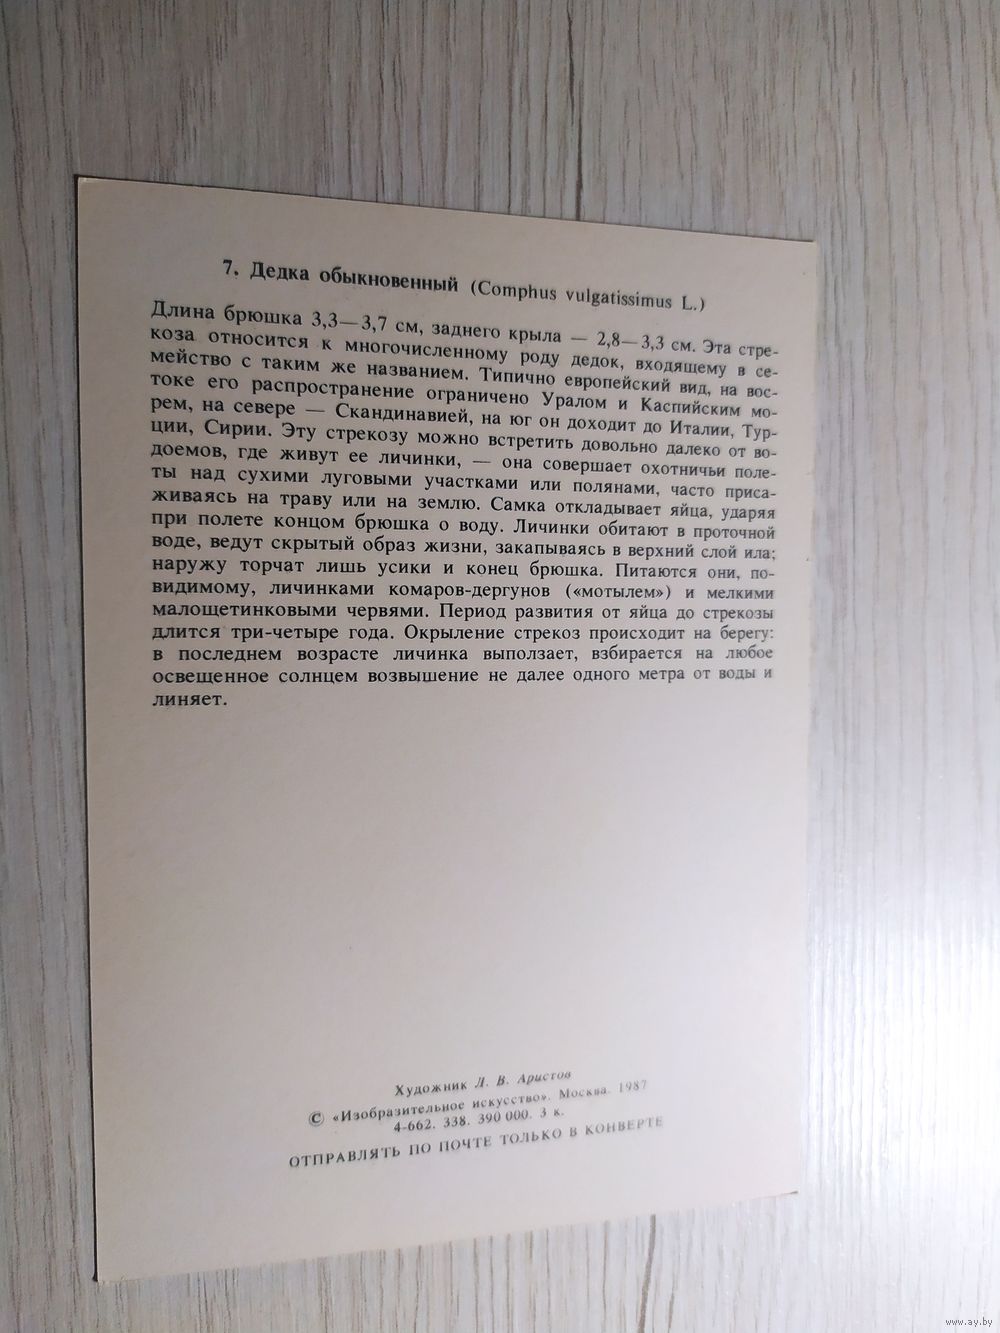 7. Дедка обыкновенный (Comphus vulgatissimus L.)
Длина брюшка 3,3—3,7 см, заднего крыла — 2,8—3,3 см. Эта стре-
коза относится к многочисленному роду дедок, входящему в се-
мейство с таким же названием. Типично европейский вид, на вос-
токе его распространение ограничено Уралом и Каспийским мо-
рем, на севере — Скандинавией, на юг он доходит до Италии, Тур-
ции, Сирии. Эту стрекозу можно встретить довольно далеко от во-
доемов, где живут ее личинки, — она совершает охотничьи поле-
ты над сухими луговыми участками или полянами, часто приса-
живаясь на траву или на землю. Самка откладывает яйца, ударяя
при полете концом брюшка о воду. Личинки обитают в проточной
воде, ведут скрытый образ жизни, закапываясь в верхний слой ила;
наружу торчат лишь усики и конец брюшка. Питаются они, по-
видимому, личинками комаров-дергунов («мотылем») и мелкими
малощетинковыми червями. Период развития от яйца до стрекозы
длится три-четыре года. Окрыление стрекоз происходит на берегу:
в последнем возрасте личинка выползает, взбирается на любое
освещенное солнцем возвышение не далее одного метра от воды и
линяет.
Художник Л. В. Аристов
© «Изобразительное искусство». Москва. 1987
4-662. 338. 390 000. 3 к.
ОТПРАВЛЯТЬ ПО ПОЧТЕ ТОЛЬКО В КОНВЕРТЕ
www.ay.by